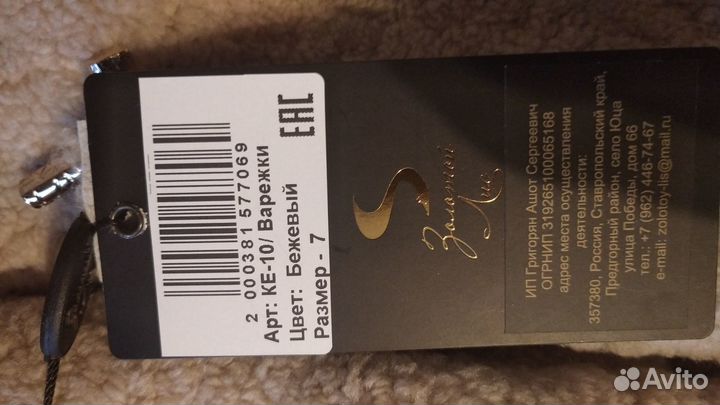 2 000381 577069
Арт: КЕ-10/ Варежки
Цвет: Бежевый
Размер - 7
ЕАС
Золотой
Лис
ИП Григорян Ашот Сергеевич
ОГРНИП 319265100065168
адрес места осуществления
деятельности:
357380, Россия, Ставропольский край,
Предгорный район, село Юца
улица Победы, дом 66
тел.: +7 (962) 448-74-67
e-mail: zolotoy-lis@mail.ru
Avito